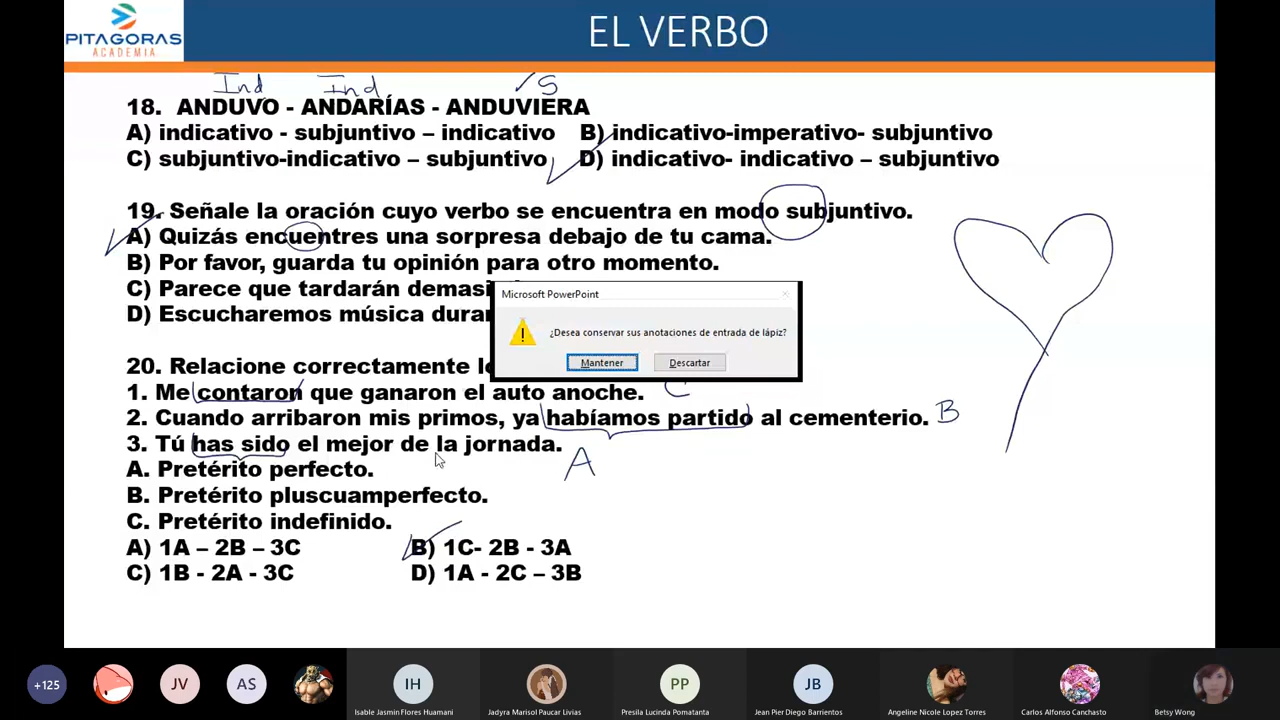 PITAGORAS
ACADEMIA
EL VERBO
Ind Ind S
18. ANDUVO - ANDARÍAS - ANDUVIERA
A) indicativo - subjuntivo – indicativo B) indicativo-imperativo- subjuntivo
C) subjuntivo-indicativo – subjuntivo D) indicativo- indicativo – subjuntivo
19. Señale la oración cuyo verbo se encuentra en modo subjuntivo.
A) Quizás encuentres una sorpresa debajo de tu cama.
B) Por favor, guarda tu opinión para otro momento.
C) Parece que tardarán
D) Escucharemos música
Microsoft PowerPoint
¿Desea conservar sus anotaciones de entrada de lápiz?
Mantener Descartar
20. Relacione correctamente
1. Me contaron que ganaron el auto anoche. C
2. Cuando arribaron mis primos, ya habíamos partido al cementerio. B
3. Tú has sido el mejor de la jornada. A
A. Pretérito perfecto.
B. Pretérito pluscuamperfecto.
C. Pretérito indefinido.
A) 1A – 2B – 3C B) 1C- 2B - 3A
C) 1B - 2A - 3C D) 1A - 2C – 3B
+125 JV AS IH PP JB
Isable Jasmin Flores Huamani Jadyra Marisol Paucar Livias Presila Lucinda Pomatanta Jean Pier Diego Barrientos Angeline Nicole Lopez Torres Carlos Alfonso Canchasto Betsy Wong